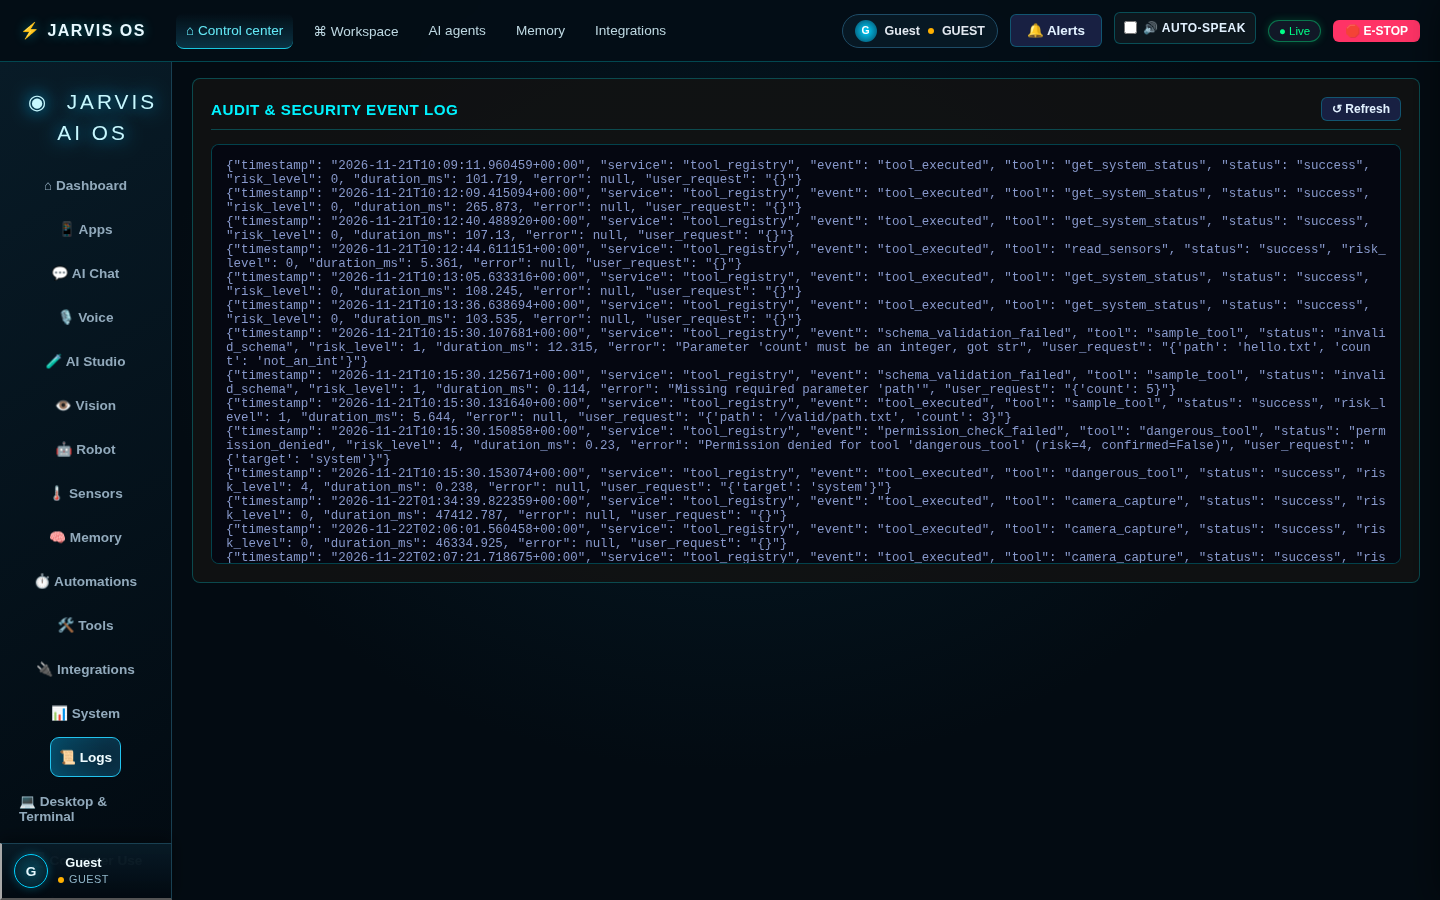 ⚡ JARVIS OS
⌂ Control center
⌘ Workspace
AI agents
Memory
Integrations
G Guest GUEST
🔔 Alerts
🔊 AUTO-SPEAK
● Live
🛑 E-STOP
◉ JARVIS
AI OS
⌂ Dashboard
📱 Apps
💬 AI Chat
🎙️ Voice
🧪 AI Studio
👁️ Vision
🤖 Robot
🌡️ Sensors
🧠 Memory
⏱️ Automations
🛠️ Tools
🔌 Integrations
📊 System
📜 Logs
💻 Desktop &
Terminal
G
Guest
GUEST
AUDIT & SECURITY EVENT LOG
↺ Refresh
{"timestamp": "2026-11-21T10:09:11.960459+00:00", "service": "tool_registry", "event": "tool_executed", "tool": "get_system_status", "status": "success",
"risk_level": 0, "duration_ms": 101.719, "error": null, "user_request": "{}"}
{"timestamp": "2026-11-21T10:12:09.415094+00:00", "service": "tool_registry", "event": "tool_executed", "tool": "get_system_status", "status": "success",
"risk_level": 0, "duration_ms": 265.873, "error": null, "user_request": "{}"}
{"timestamp": "2026-11-21T10:12:40.488920+00:00", "service": "tool_registry", "event": "tool_executed", "tool": "get_system_status", "status": "success",
"risk_level": 0, "duration_ms": 107.13, "error": null, "user_request": "{}"}
{"timestamp": "2026-11-21T10:12:44.611151+00:00", "service": "tool_registry", "event": "tool_executed", "tool": "read_sensors", "status": "success", "risk_
level": 0, "duration_ms": 5.361, "error": null, "user_request": "{}"}
{"timestamp": "2026-11-21T10:13:05.633316+00:00", "service": "tool_registry", "event": "tool_executed", "tool": "get_system_status", "status": "success",
"risk_level": 0, "duration_ms": 108.245, "error": null, "user_request": "{}"}
{"timestamp": "2026-11-21T10:13:36.638694+00:00", "service": "tool_registry", "event": "tool_executed", "tool": "get_system_status", "status": "success",
"risk_level": 0, "duration_ms": 103.535, "error": null, "user_request": "{}"}
{"timestamp": "2026-11-21T10:15:30.107681+00:00", "service": "tool_registry", "event": "schema_validation_failed", "tool": "sample_tool", "status": "invali
d_schema", "risk_level": 1, "duration_ms": 12.315, "error": "Parameter 'count' must be an integer, got str", "user_request": "{'path': 'hello.txt', 'coun
t': 'not_an_int'}"}
{"timestamp": "2026-11-21T10:15:30.125671+00:00", "service": "tool_registry", "event": "schema_validation_failed", "tool": "sample_tool", "status": "invali
d_schema", "risk_level": 1, "duration_ms": 0.114, "error": "Missing required parameter 'path'", "user_request": "{'count': 5}"}
{"timestamp": "2026-11-21T10:15:30.131640+00:00", "service": "tool_registry", "event": "tool_executed", "tool": "sample_tool", "status": "success", "risk_l
evel": 1, "duration_ms": 5.644, "error": null, "user_request": "{'path': '/valid/path.txt', 'count': 3}"}
{"timestamp": "2026-11-21T10:15:30.150858+00:00", "service": "tool_registry", "event": "permission_check_failed", "tool": "dangerous_tool", "status": "perm
ission_denied", "risk_level": 4, "duration_ms": 0.23, "error": "Permission denied for tool 'dangerous_tool' (risk=4, confirmed=False)", "user_request": "
{'target': 'system'}"}
{"timestamp": "2026-11-21T10:15:30.153074+00:00", "service": "tool_registry", "event": "tool_executed", "tool": "dangerous_tool", "status": "success", "ris
k_level": 4, "duration_ms": 0.238, "error": null, "user_request": "{'target': 'system'}"}
{"timestamp": "2026-11-22T01:34:39.822359+00:00", "service": "tool_registry", "event": "tool_executed", "tool": "camera_capture", "status": "success", "ris
k_level": 0, "duration_ms": 47412.787, "error": null, "user_request": "{}"}
{"timestamp": "2026-11-22T02:06:01.560458+00:00", "service": "tool_registry", "event": "tool_executed", "tool": "camera_capture", "status": "success", "ris
k_level": 0, "duration_ms": 46334.925, "error": null, "user_request": "{}"}
{"timestamp": "2026-11-22T02:07:21.718675+00:00", "service": "tool_registry", "event": "tool_executed", "tool": "camera_capture", "status": "success", "ris